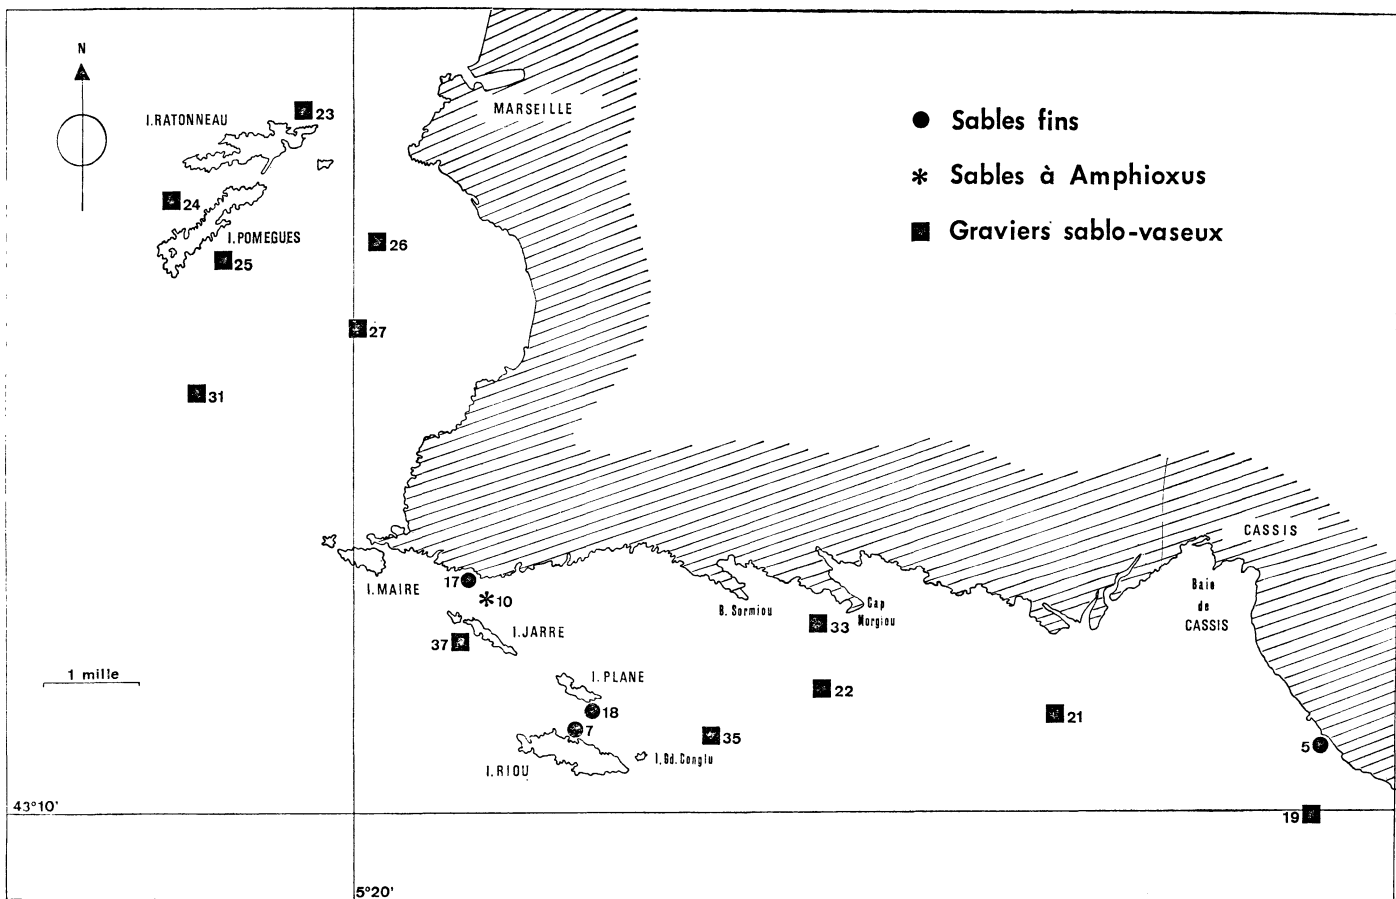 N
I.RATONNEAU
23
MARSEILLE
Sables fins
Sables à Amphioxus
Graviers sablo-vaseux
24
I.POMEGUES
25
26
27
31
CASSIS
17
I.MAIRE
10
B. Sormiou
Cap
Morgiou
Baie
de
CASSIS
33
I.JARRE
37
1 mille
I. PLANE
22
18
7
35
21
5
I.RIOU
I.Gd.Conglu
43°10'
19
5°20'